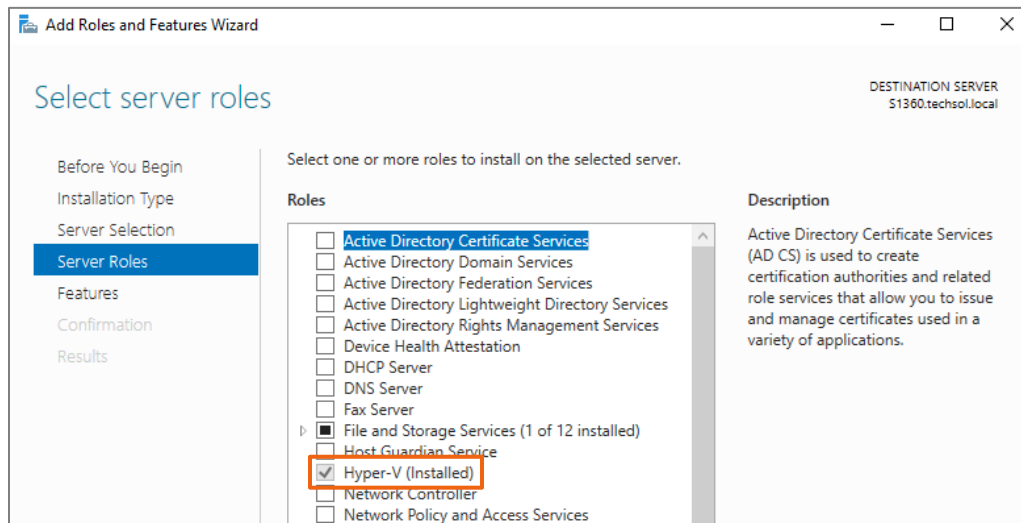 Add Roles and Features Wizard
Select server roles
DESTINATION SERVER
S1360.techsol.local
Before You Begin
Installation Type
Server Selection
Server Roles
Features
Confirmation
Results
Select one or more roles to install on the selected server.
Roles
Active Directory Certificate Services
Active Directory Domain Services
Active Directory Federation Services
Active Directory Lightweight Directory Services
Active Directory Rights Management Services
Device Health Attestation
DHCP Server
DNS Server
Fax Server
File and Storage Services (1 of 12 installed)
Host Guardian Service
Hyper-V (Installed)
Network Controller
Network Policy and Access Services
Description
Active Directory Certificate Services
(AD CS) is used to create
certification authorities and related
role services that allow you to issue
and manage certificates used in a
variety of applications.